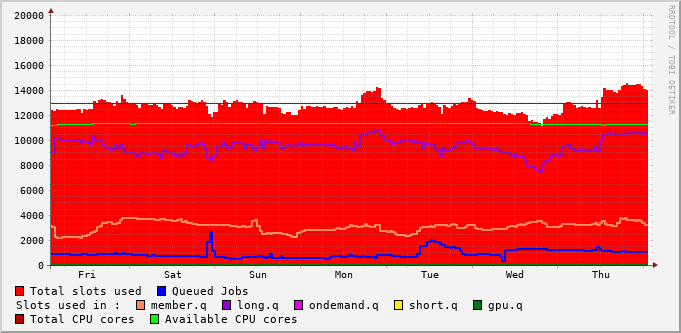 20000
18000
16000
14000
12000
10000
8000
6000
4000
2000
0
Fri Sat Sun Mon Tue Wed Thu
RRDTOOL / TOBI OETIKER
Total slots used Queued Jobs
Slots used in : member.q long.q ondemand.q short.q gpu.q
Total CPU cores Available CPU cores